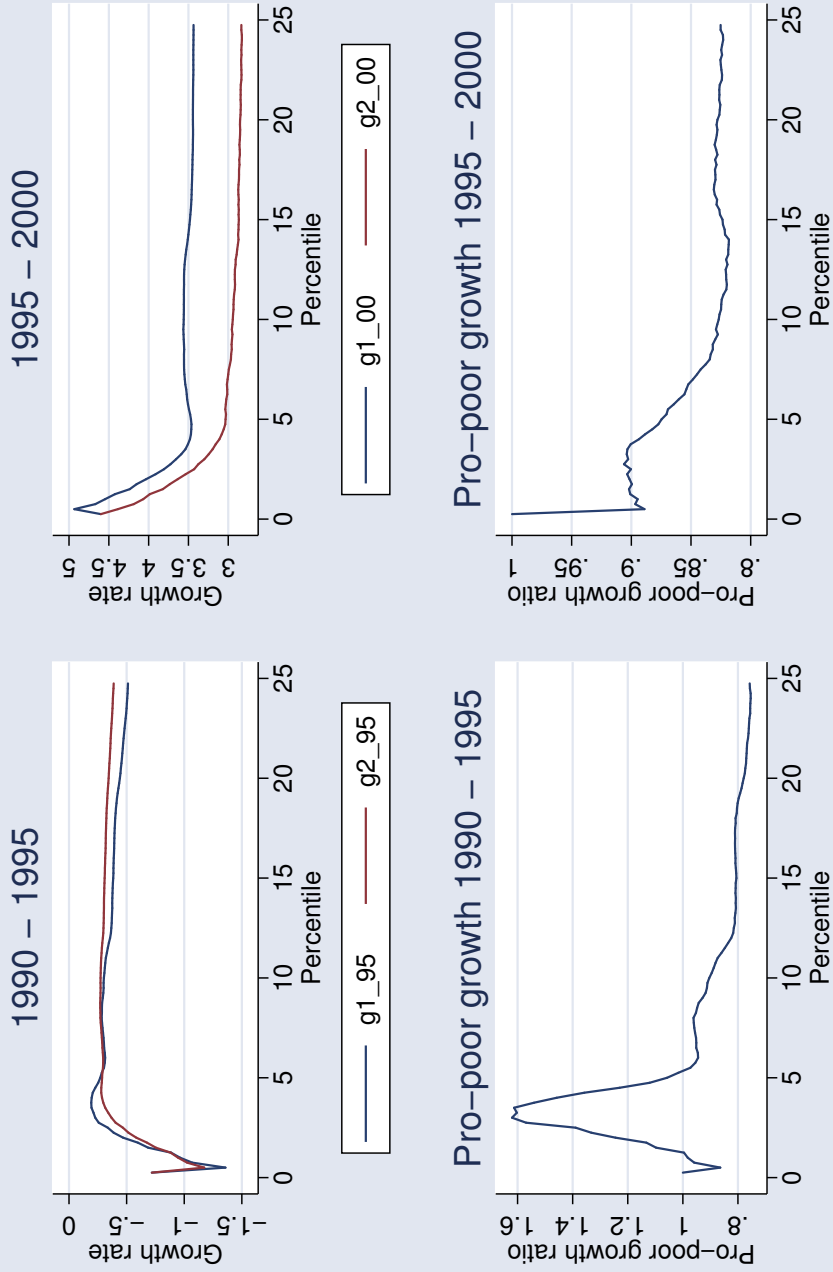 1990 − 1995
Growth rate
0
−.5
−1
−1.5
0 5 10 15 20 25
Percentile
g1_95 g2_95
1995 − 2000
Growth rate
5
4.5
4
3.5
3
0 5 10 15 20 25
Percentile
g1_00 g2_00
Pro−poor growth 1990 − 1995
Pro−poor growth ratio
1.6
1.4
1.2
1
.8
0 5 10 15 20 25
Percentile
Pro−poor growth 1995 − 2000
Pro−poor growth ratio
1
.95
.9
.85
.8
0 5 10 15 20 25
Percentile